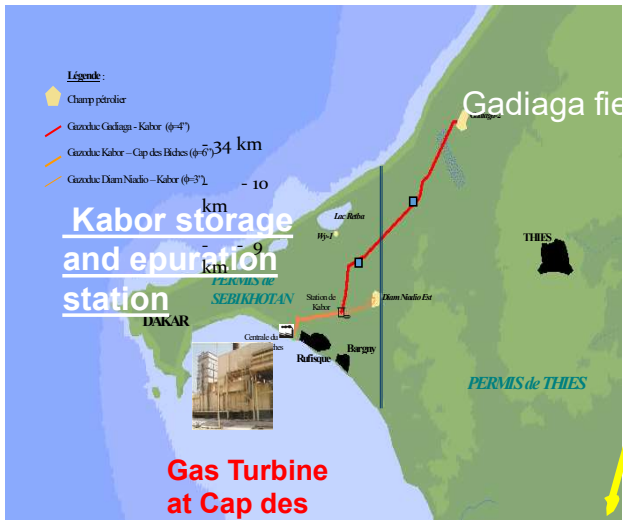 Légende :
Champ pétrolier
Gazoduc Gadiaga - Kabor (ϕ=4")
- 34 km
Gazoduc Kabor – Cap des Biches (ϕ=6")
- - 10
km
Gazoduc Diam Niadio – Kabor (ϕ=3")
- - 9
km
Gadiaga fie
Gadiaga-2
Kabor storage
and epuration
station
Lac Retba
Wy-1
THIES
PERMIS de
SEBIKHOTAN
Station de
Kabor
Diam Niadio Est
DAKAR
Centrale du
ches
Rufisque
Bargny
PERMIS de THIES
Gas Turbine
at Cap des